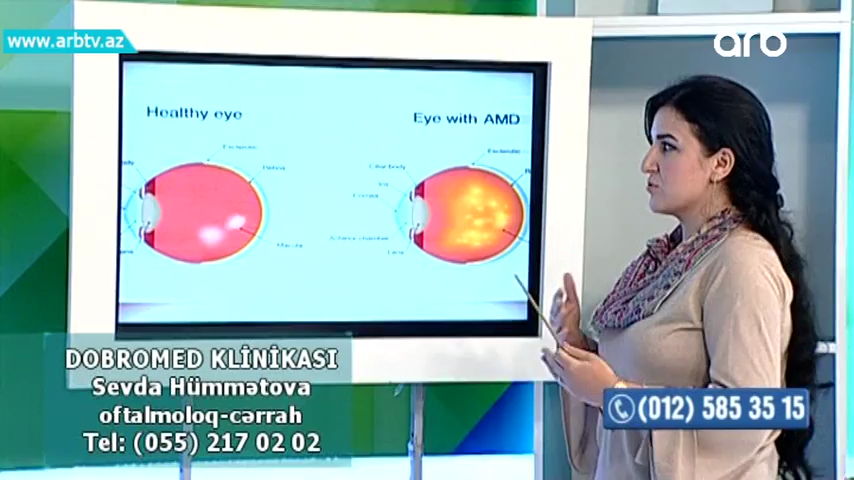 www.arbtv.az
arb
Healthy eye
Eye with AMD
Retina
Macula
Ciliar body
Iris
Cornea
Lens
DOBROMED KLİNİKASI
Sevda Hümmətova
oftalmoloq-cərrah
Tel: (055) 217 02 02
(012) 585 35 15